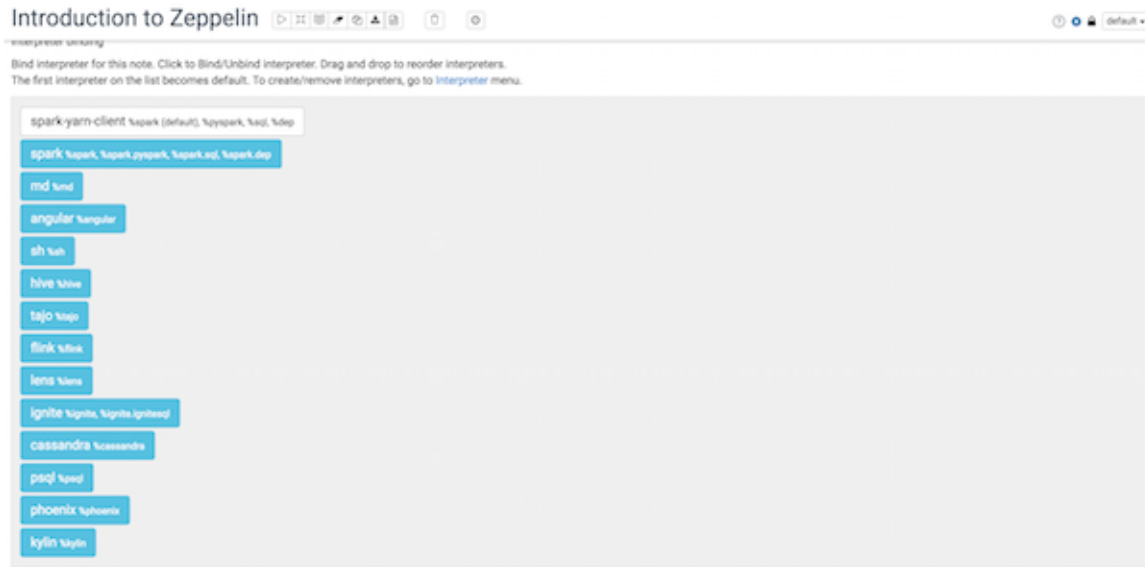 Introduction to Zeppelin
default
Interpreter binding
Bind interpreter for this note. Click to Bind/Unbind interpreter. Drag and drop to reorder interpreters.
The first interpreter on the list becomes default. To create/remove interpreters, go to Interpreter menu.
spark-yarn-client %spark (default), %pyspark, %sql, %dep
spark %spark, %spark.pyspark, %spark.sql, %spark.dep
md %md
angular %angular
sh %sh
hive %hive
tajo %tajo
flink %flink
lens %lens
ignite %ignite, %ignite.ignitesql
cassandra %cassandra
psql %psql
phoenix %phoenix
kylin %kylin